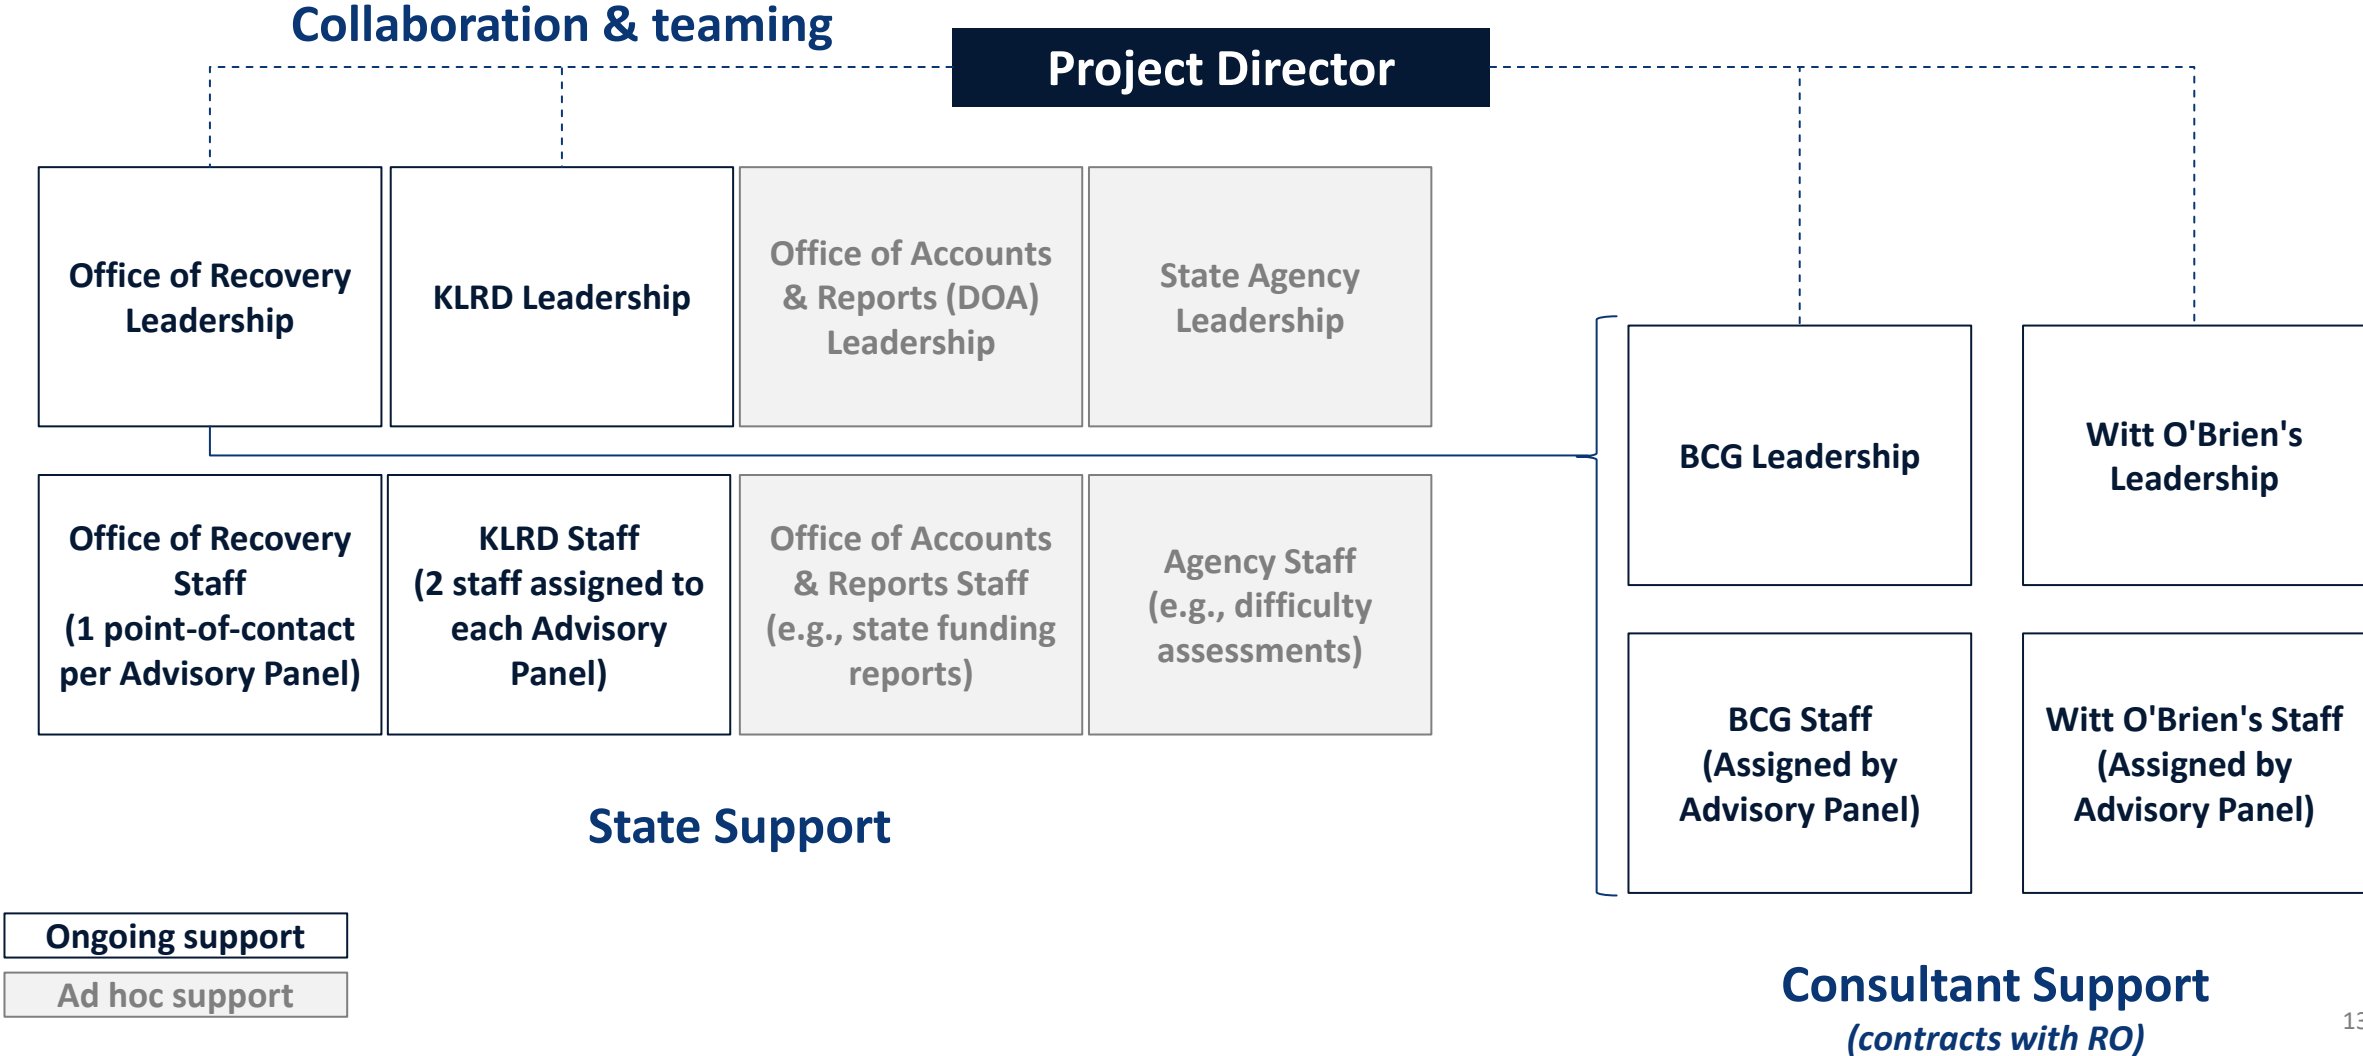 Collaboration & teaming
Project Director
Office of Recovery
Leadership
KLRD Leadership
Office of Accounts
& Reports (DOA)
Leadership
State Agency
Leadership
BCG Leadership
Witt O'Brien's
Leadership
Office of Recovery
Staff
(1 point-of-contact
per Advisory Panel)
KLRD Staff
(2 staff assigned to
each Advisory
Panel)
Office of Accounts
& Reports Staff
(e.g., state funding
reports)
Agency Staff
(e.g., difficulty
assessments)
BCG Staff
(Assigned by
Advisory Panel)
Witt O'Brien's Staff
(Assigned by
Advisory Panel)
State Support
Ongoing support
Ad hoc support
Consultant Support
(contracts with RO)
13